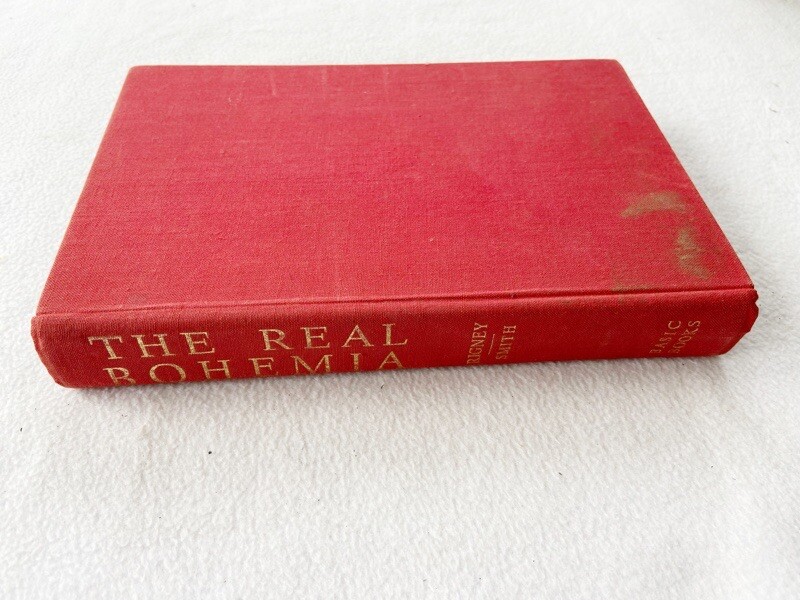 THE REAL
BOHEMIA
RIGNEY
SMITH
BASIC
BOOKS